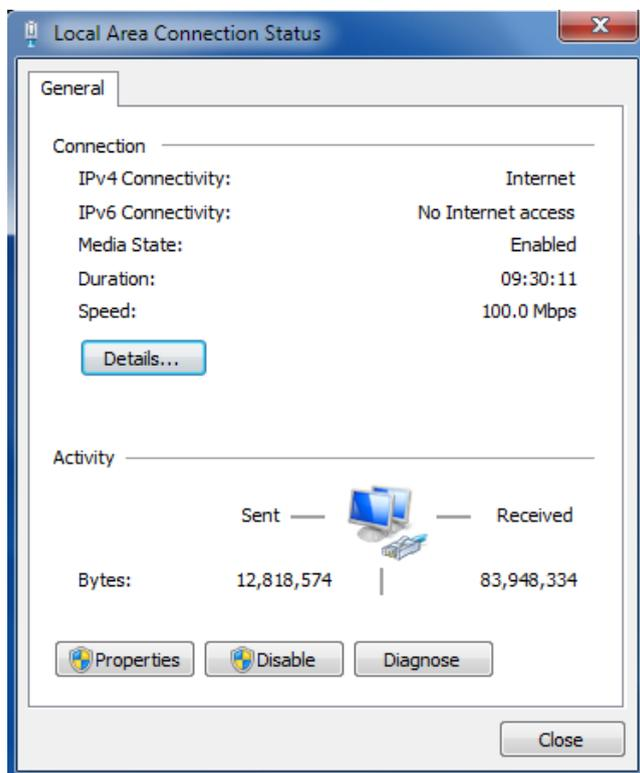 Local Area Connection Status
General
Connection
IPv4 Connectivity: Internet
IPv6 Connectivity: No Internet access
Media State: Enabled
Duration: 09:30:11
Speed: 100.0 Mbps
Details...
Activity
Sent Received
Bytes: 12,818,574 83,948,334
Properties Disable Diagnose
Close